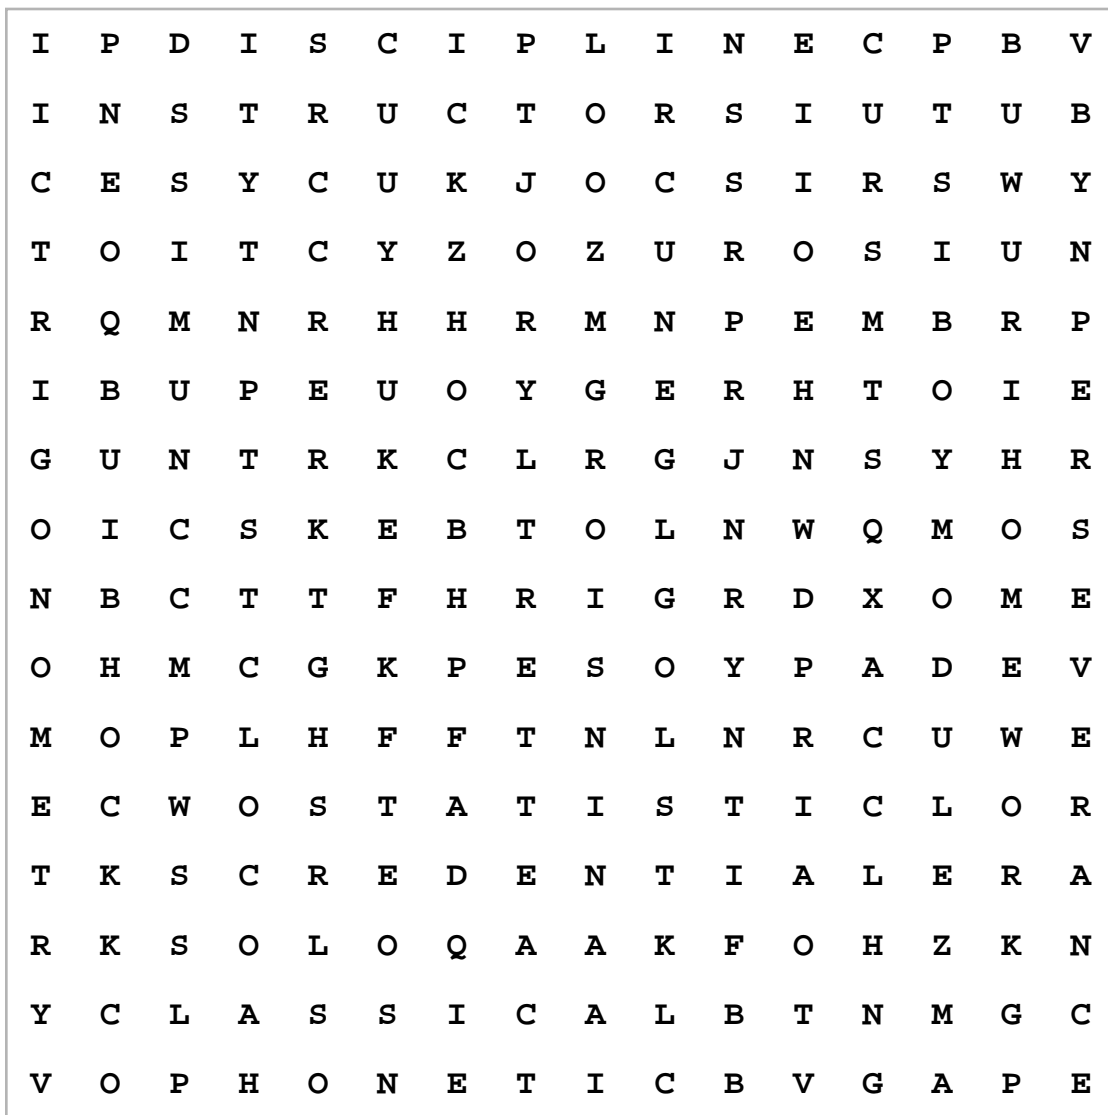 I P D I S C I P L I N E C P B V
I N S T R U C T O R S I U T U B
C E S Y C U K J O C S I R S W Y
T O I T C Y Z O Z U R O S I U N
R Q M N R H H R M N P E M B R P
I B U P E U O Y G E R H T O I E
G U N T R K C L R G J N S Y H R
O I C S K E B T O L N W Q M O S
N B C T T F H R I G R D X O M E
O H M C G K P E S O Y P A D E V
M O P L H F F T N L N R C U W E
E C W O S T A T I S T I C L O R
T K S C R E D E N T I A L E R A
R K S O L O Q A A K F O H Z K N
Y C L A S S I C A L B T N M G C
V O P H O N E T I C B V G A P E